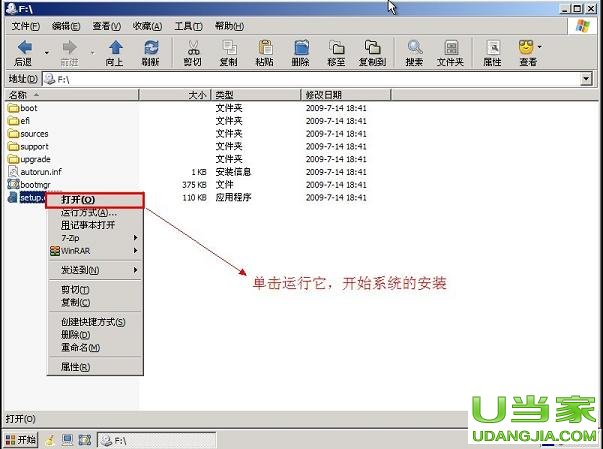 F:\
文件(F) 编辑(E) 查看(V) 收藏(A) 工具(T) 帮助(H)
后退 前进 向上 刷新 剪切 复制 粘贴 删除 移至 复制到 搜索 文件夹 属性 查看
地址(D) F:\
名称 大小 类型 修改日期
boot 文件夹 2009-7-14 18:41
efi 文件夹 2009-7-14 18:41
sources 文件夹 2009-7-14 18:41
support 文件夹 2009-7-14 18:41
upgrade 文件夹 2009-7-14 18:41
autorun.inf 1 KB 安装信息 2009-7-14 18:41
bootmgr 375 KB 文件 2009-7-14 18:41
setup.e 110 KB 应用程序 2009-7-14 18:41
打开(O)
运行方式(A)...
用记事本打开
7-Zip
WinRAR
发送到(N)
剪切(T)
复制(C)
创建快捷方式(S)
删除(D)
重命名(M)
属性(R)
单击运行它，开始系统的安装
打开(O)
U当家
UDANGJIA.COM
开始 F:\